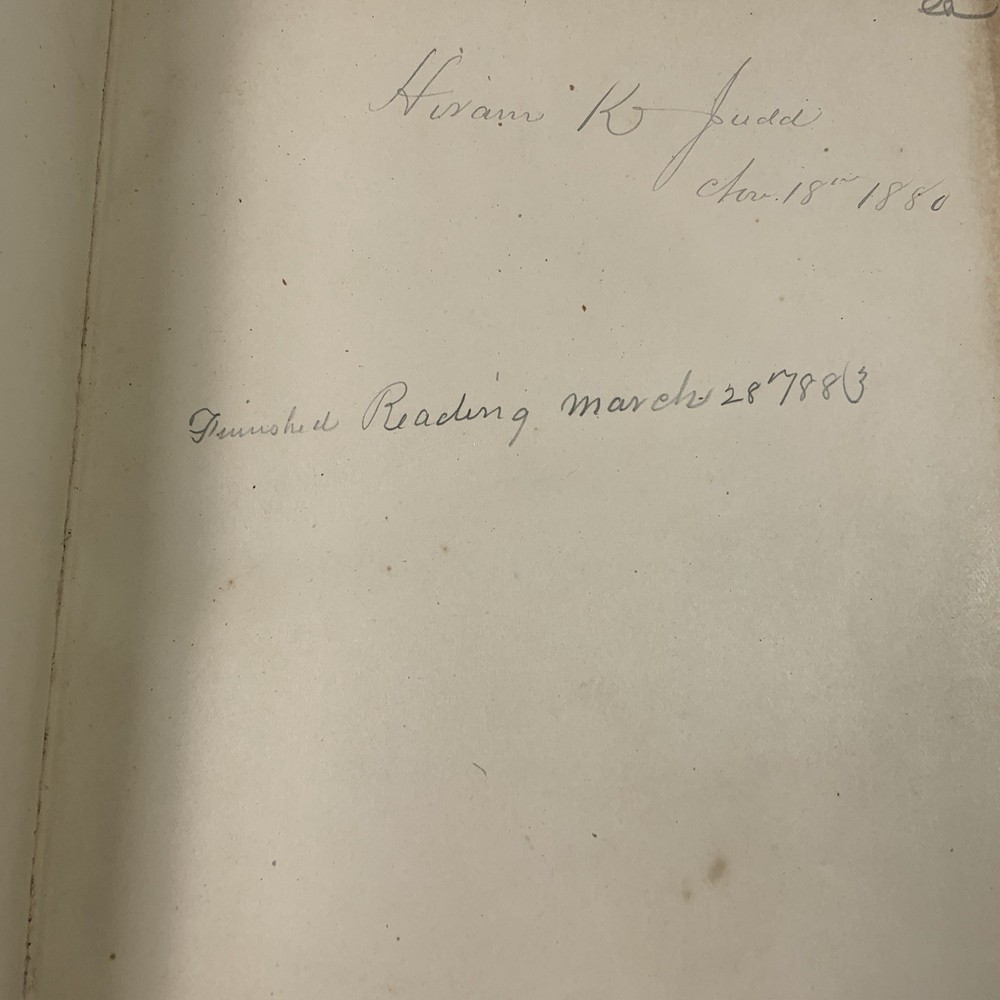 Hiram K Judd
Nov. 18th 1880
Finished Reading march 28th 1883